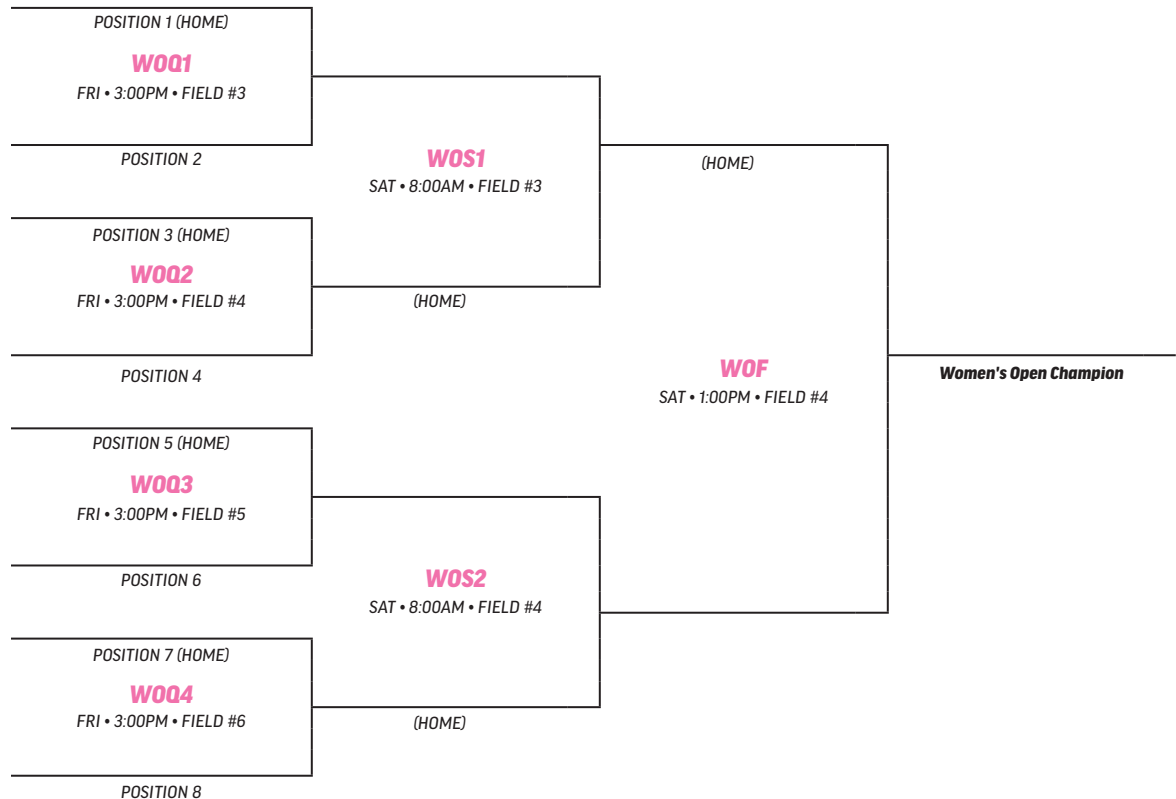 POSITION 1 (HOME)
WOQ1
FRI • 3:00PM • FIELD #3
POSITION 2
WOS1
SAT • 8:00AM • FIELD #3
(HOME)
POSITION 3 (HOME)
WOQ2
FRI • 3:00PM • FIELD #4
(HOME)
POSITION 4
WOF
SAT • 1:00PM • FIELD #4
Women's Open Champion
POSITION 5 (HOME)
WOQ3
FRI • 3:00PM • FIELD #5
POSITION 6
WOS2
SAT • 8:00AM • FIELD #4
POSITION 7 (HOME)
WOQ4
FRI • 3:00PM • FIELD #6
(HOME)
POSITION 8